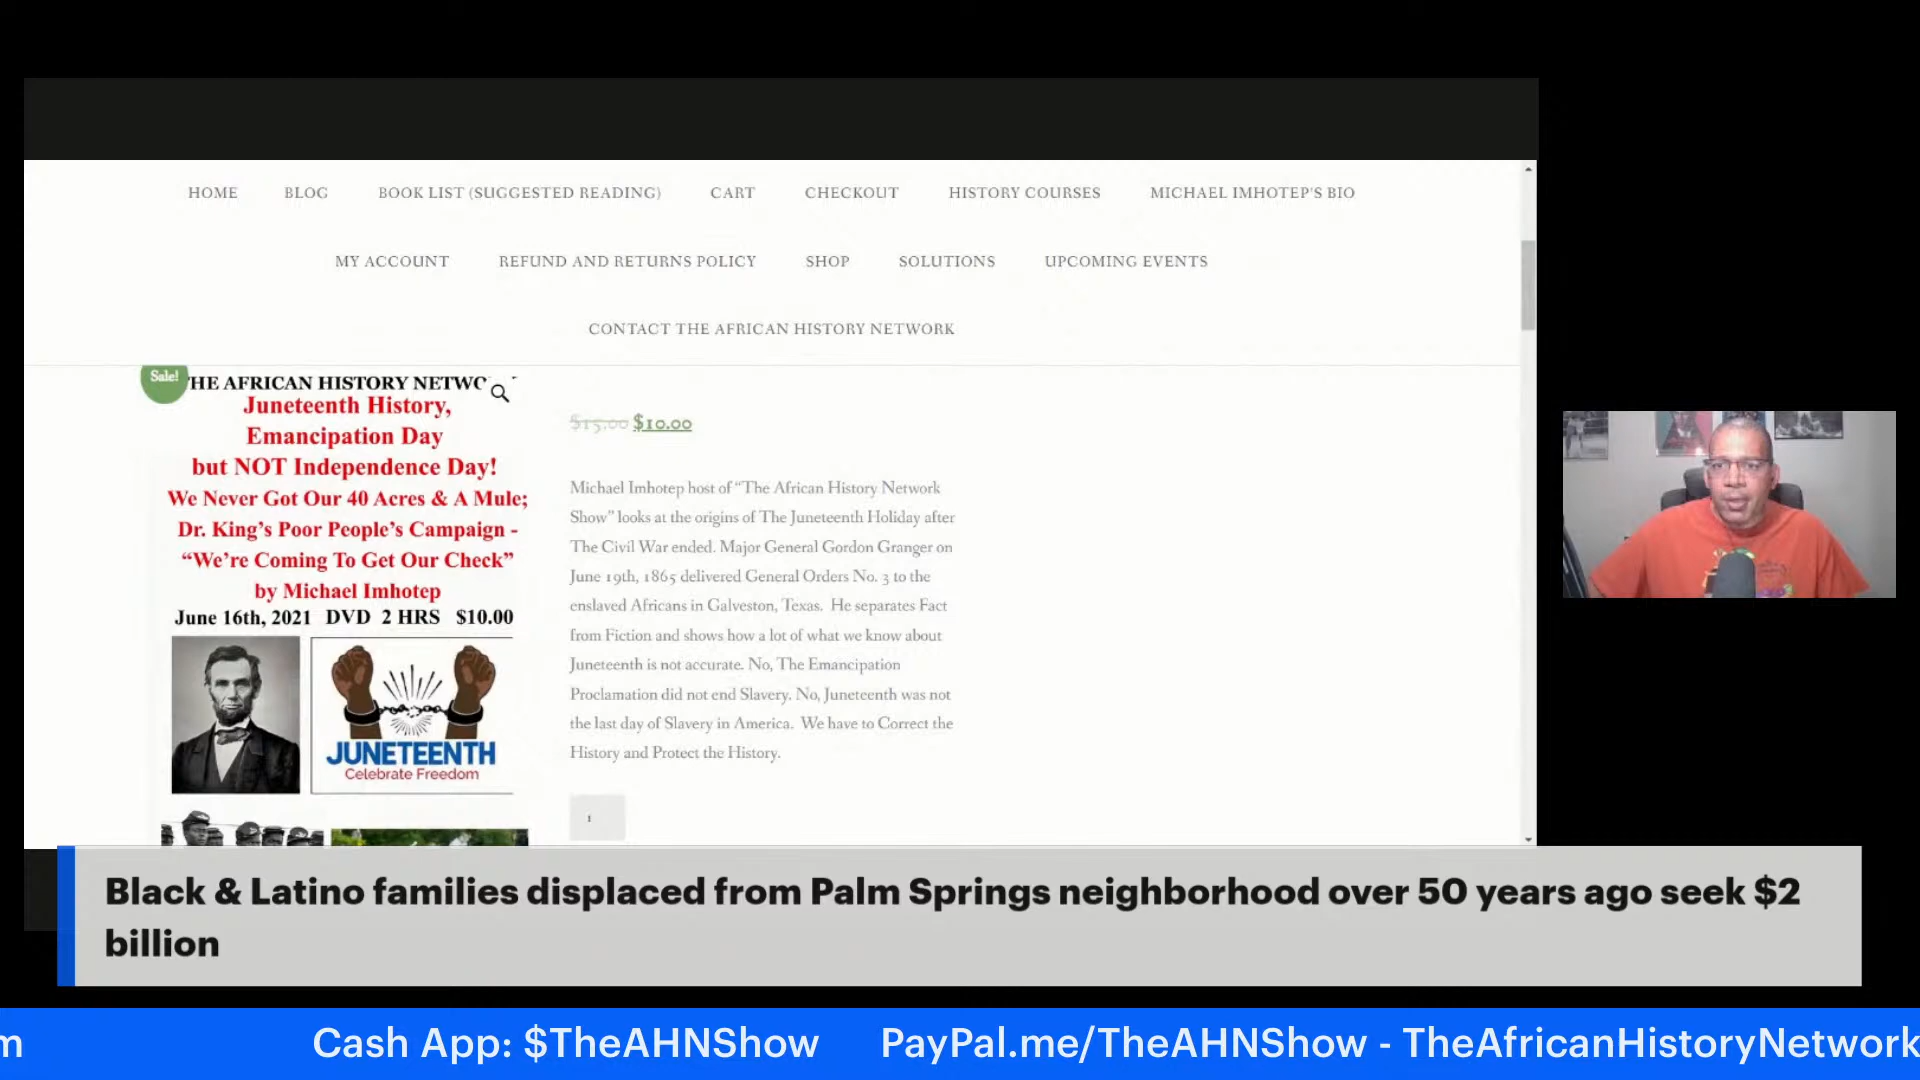 HOME BLOG BOOK LIST (SUGGESTED READING) CART CHECKOUT HISTORY COURSES MICHAEL IMHOTEP'S BIO
MY ACCOUNT REFUND AND RETURNS POLICY SHOP SOLUTIONS UPCOMING EVENTS
CONTACT THE AFRICAN HISTORY NETWORK
Sale!
HE AFRICAN HISTORY NETWO
Juneteenth History,
Emancipation Day
but NOT Independence Day!
We Never Got Our 40 Acres & A Mule;
Dr. King's Poor People's Campaign -
“We're Coming To Get Our Check”
by Michael Imhotep
June 16th, 2021 DVD 2 HRS $10.00
JUNETEENTH
Celebrate Freedom
$15.00 $10.00
Michael Imhotep host of “The African History Network
Show” looks at the origins of The Juneteenth Holiday after
The Civil War ended. Major General Gordon Granger on
June 19th, 1865 delivered General Orders No. 3 to the
enslaved Africans in Galveston, Texas. He separates Fact
from Fiction and shows how a lot of what we know about
Juneteenth is not accurate. No, The Emancipation
Proclamation did not end Slavery. No, Juneteenth was not
the last day of Slavery in America. We have to Correct the
History and Protect the History.
1
Black & Latino families displaced from Palm Springs neighborhood over 50 years ago seek $2
billion
m Cash App: $TheAHNShow PayPal.me/TheAHNShow - TheAfricanHistoryNetwork